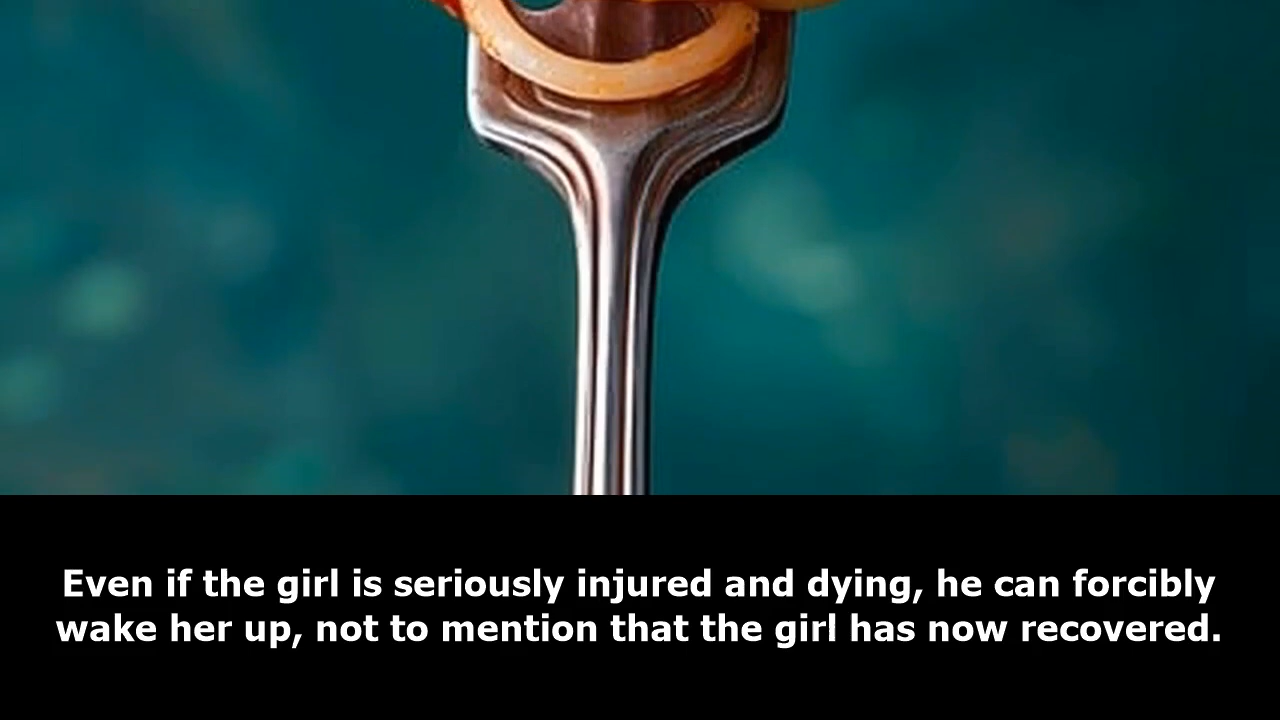 Even if the girl is seriously injured and dying, he can forcibly
wake her up, not to mention that the girl has now recovered.